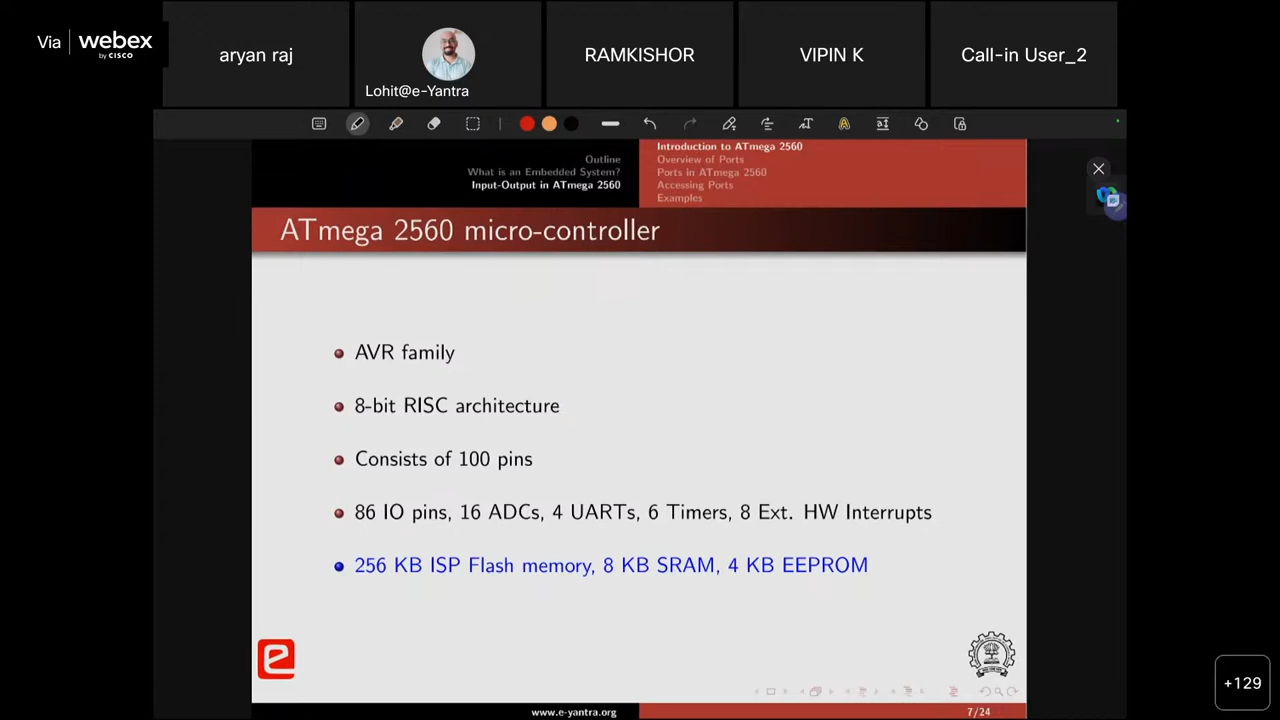 Via webex
by CISCO
aryan raj
Lohit@e-Yantra
RAMKISHOR
VIPIN K
Call-in User_2
Outline
What is an Embedded System?
Input-Output in ATmega 2560
Introduction to ATmega 2560
Overview of Ports
Ports in ATmega 2560
Accessing Ports
Examples
ATmega 2560 micro-controller
AVR family
8-bit RISC architecture
Consists of 100 pins
86 IO pins, 16 ADCs, 4 UARTs, 6 Timers, 8 Ext. HW Interrupts
256 KB ISP Flash memory, 8 KB SRAM, 4 KB EEPROM
www.e-yantra.org
7/24
+129